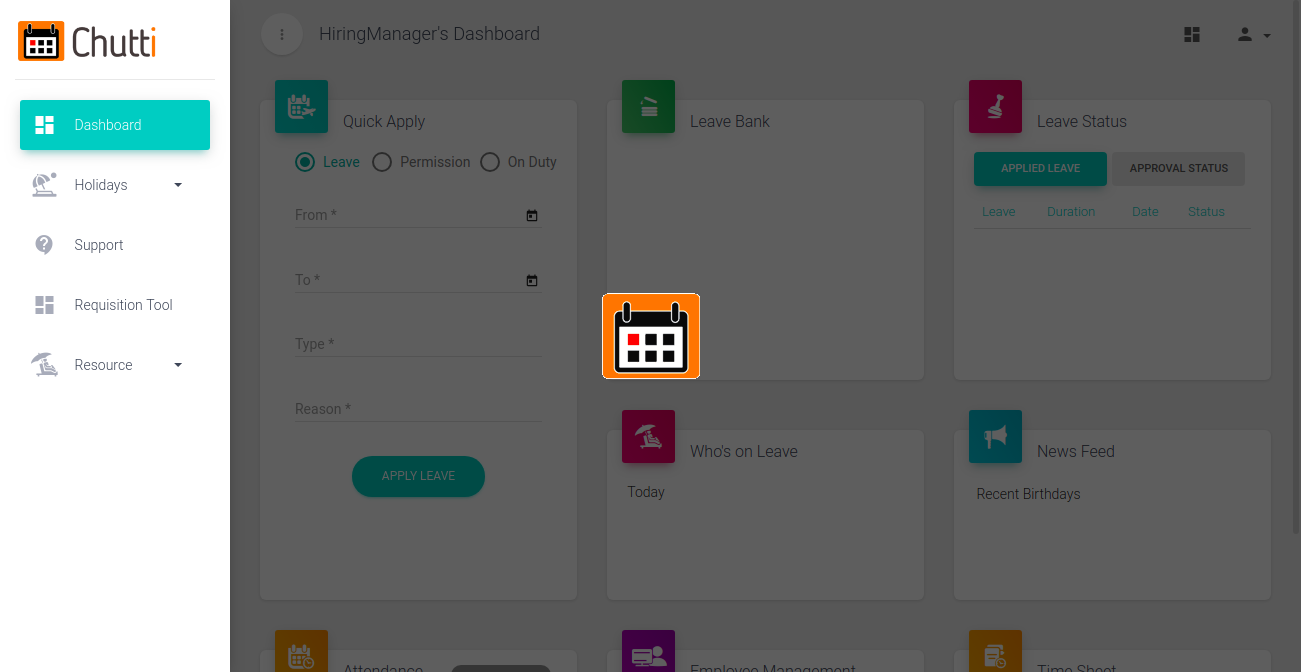 Chutti
Dashboard
Holidays
Support
Requisition Tool
Resource
HiringManager's Dashboard
Quick Apply
Leave Permission On Duty
From *
To *
Type *
Reason *
APPLY LEAVE
Leave Bank
Leave Status
APPLIED LEAVE APPROVAL STATUS
Leave Duration Date Status
Who's on Leave
Today
News Feed
Recent Birthdays
Attendance
Employee Management
Time Sheet